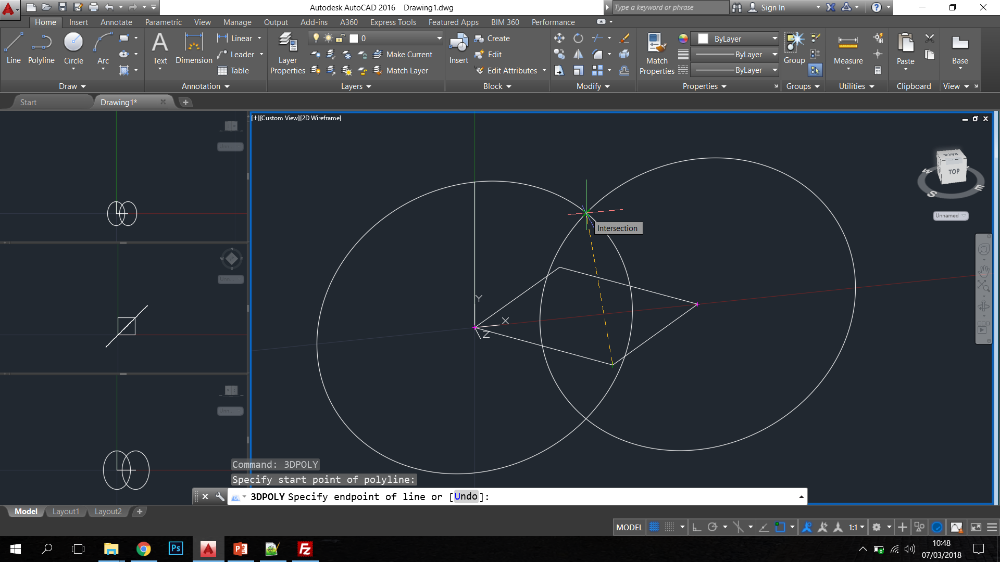 Autodesk AutoCAD 2016 Drawing1.dwg
Type a keyword or phrase
Sign In
Home Insert Annotate Parametric View Manage Output Add-ins A360 Express Tools Featured Apps BIM 360 Performance
Line Polyline Circle Arc
Draw
Text Dimension
Linear
Leader
Table
Annotation
Layer Properties
0
Make Current
Match Layer
Layers
Insert
Create
Edit
Edit Attributes
Block
Modify
Match Properties
ByLayer
ByLayer
ByLayer
Properties
Group
Groups
Measure
Utilities
Paste
Clipboard
Base
View
Start Drawing1*
[+][Custom View][2D Wireframe]
BACK
TOP
W
S
E
Unnamed
N
W E
S
Intersection
Y
X
Z
Command: 3DPOLY
Specify start point of polyline:
3DPOLY Specify endpoint of line or [Undo]:
Model Layout1 Layout2
MODEL
1:1
Ps
Fz
10:48
07/03/2018